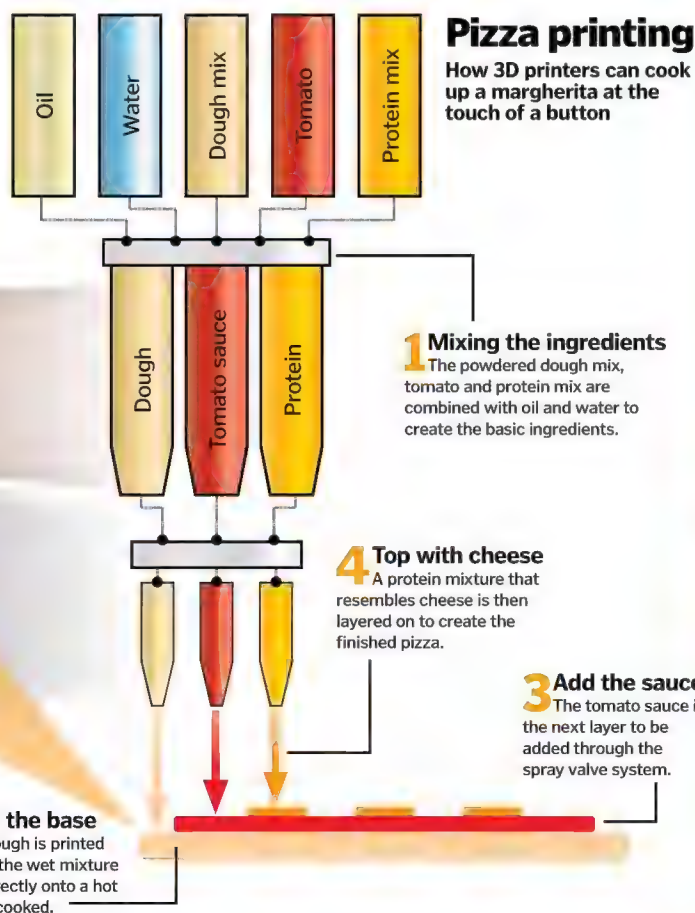 Pizza printing
How 3D printers can cook
up a margherita at the
touch of a button
Oil
Water
Dough mix
Tomato
Protein mix
Dough
Tomato sauce
Protein
1 Mixing the ingredients
The powdered dough mix,
tomato and protein mix are
combined with oil and water to
create the basic ingredients.
4 Top with cheese
A protein mixture that
resembles cheese is then
layered on to create the
finished pizza.
3 Add the sauce
The tomato sauce
the next layer to be
added through the
spray valve system.
the base
is printed
the wet mixture
onto a hot
cooked.